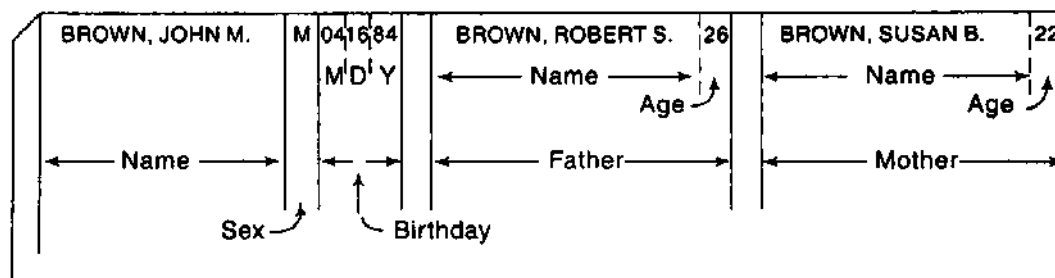 BROWN, JOHN M. M 04 16 84 BROWN, ROBERT S. 26 BROWN, SUSAN B. 22
M D Y Name Name
Age Age
Name Father Mother
Sex Birthday